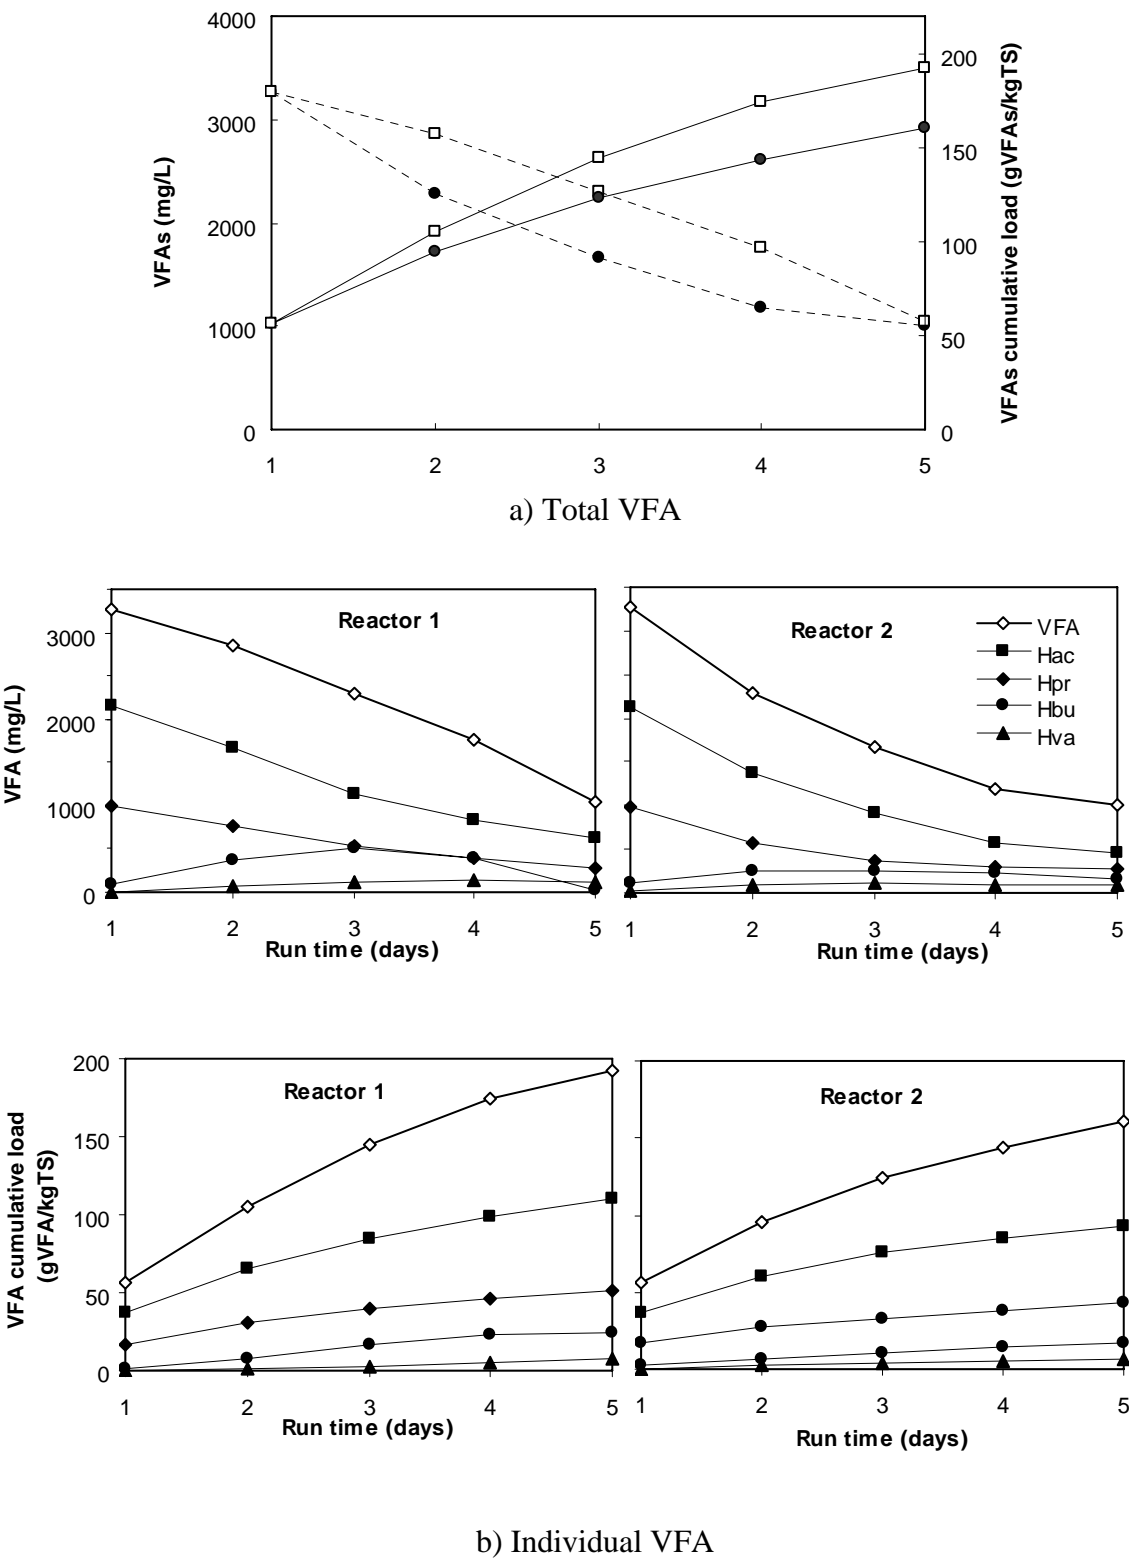 4000
3000
2000
1000
0
VFAs (mg/L)
200
150
100
50
0
VFAs cumulative load (gVFAs/kgTS)
1 2 3 4 5
a) Total VFA
Reactor 1
VFA (mg/L)
3000
2000
1000
0
1 2 3 4 5
Run time (days)
Reactor 2
VFA
Hac
Hpr
Hbu
Hva
1 2 3 4 5
Run time (days)
VFA cumulative load
(gVFA/kgTS)
200
150
100
50
0
Reactor 1
1 2 3 4 5
Run time (days)
Reactor 2
1 2 3 4 5
Run time (days)
b) Individual VFA